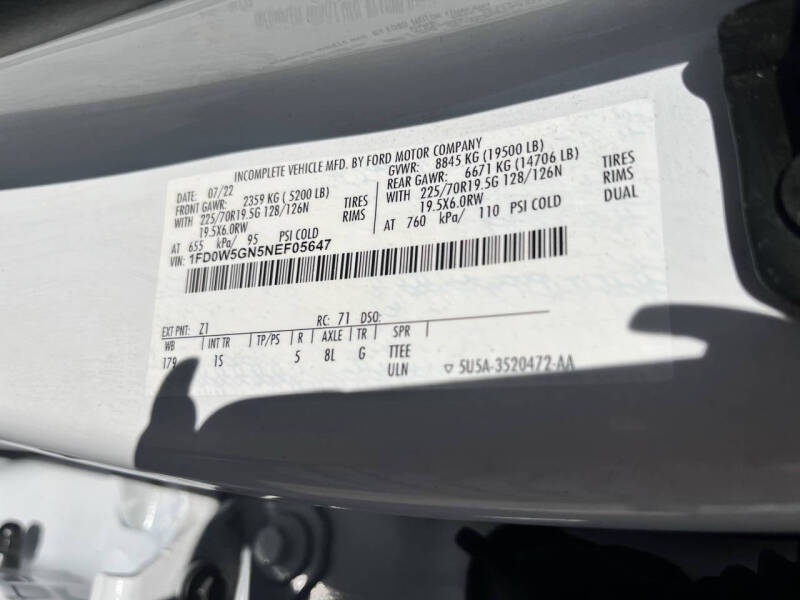 INCOMPLETE VEHICLE MFD. BY FORD MOTOR COMPANY
DATE: 07/22 GVWR: 8845 KG (19500 LB)
FRONT GAWR: 2359 KG ( 5200 LB) REAR GAWR: 6671 KG (14706 LB)
WITH 225/70R19.5G 128/126N TIRES WITH 225/70R19.5G 128/126N TIRES
19.5X6.0RW RIMS 19.5X6.0RW RIMS
AT 655 kPa/ 95 PSI COLD AT 760 kPa/ 110 PSI COLD DUAL
VIN: 1FD0W5GN5NEF05647
EXT PNT: Z1 RC: 71 DSO:
WB INT TR TP/PS R AXLE TR SPR
179 1S 5 8L G TTEE
ULN ▽ 5U5A-3520472-AA